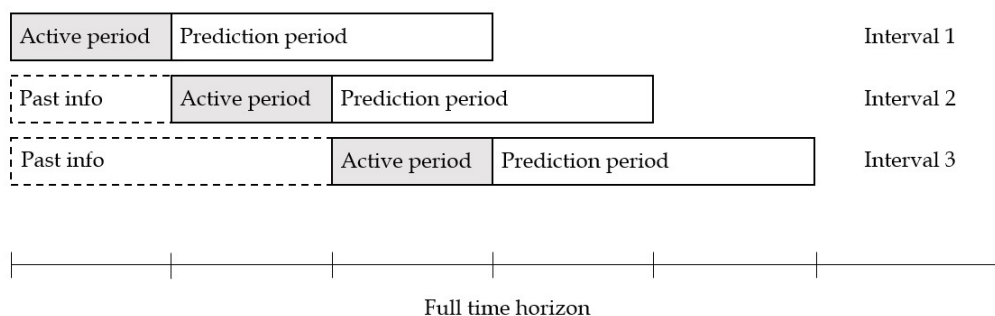 Active period Prediction period Interval 1
Past info Active period Prediction period Interval 2
Past info Active period Prediction period Interval 3
Full time horizon